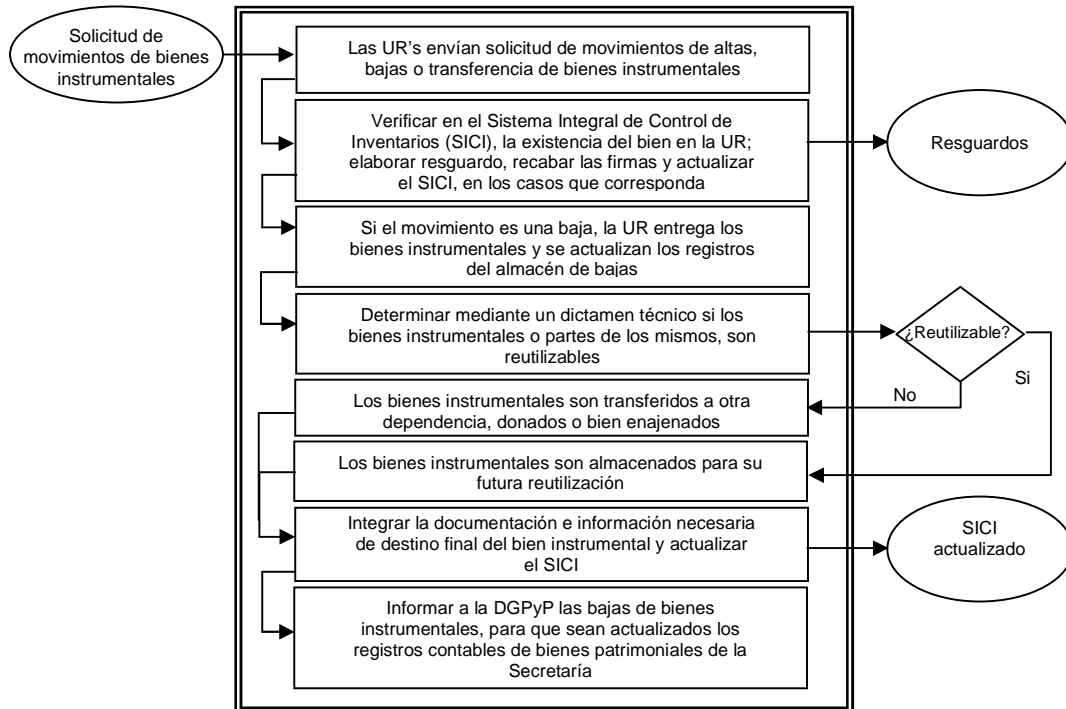 Solicitud de
movimientos de bienes
instrumentales
Las UR's envían solicitud de movimientos de altas,
bajas o transferencia de bienes instrumentales
Verificar en el Sistema Integral de Control de
Inventarios (SICI), la existencia del bien en la UR;
elaborar resguardo, recabar las firmas y actualizar
el SICI, en los casos que corresponda
Resguardos
Si el movimiento es una baja, la UR entrega los
bienes instrumentales y se actualizan los registros
del almacén de bajas
Determinar mediante un dictamen técnico si los
bienes instrumentales o partes de los mismos, son
reutilizables
¿Reutilizable?
Si
No
Los bienes instrumentales son transferidos a otra
dependencia, donados o bien enajenados
Los bienes instrumentales son almacenados para su
futura reutilización
Integrar la documentación e información necesaria
de destino final del bien instrumental y actualizar
el SICI
SICI
actualizado
Informar a la DGPyP las bajas de bienes
instrumentales, para que sean actualizados los
registros contables de bienes patrimoniales de la
Secretaría